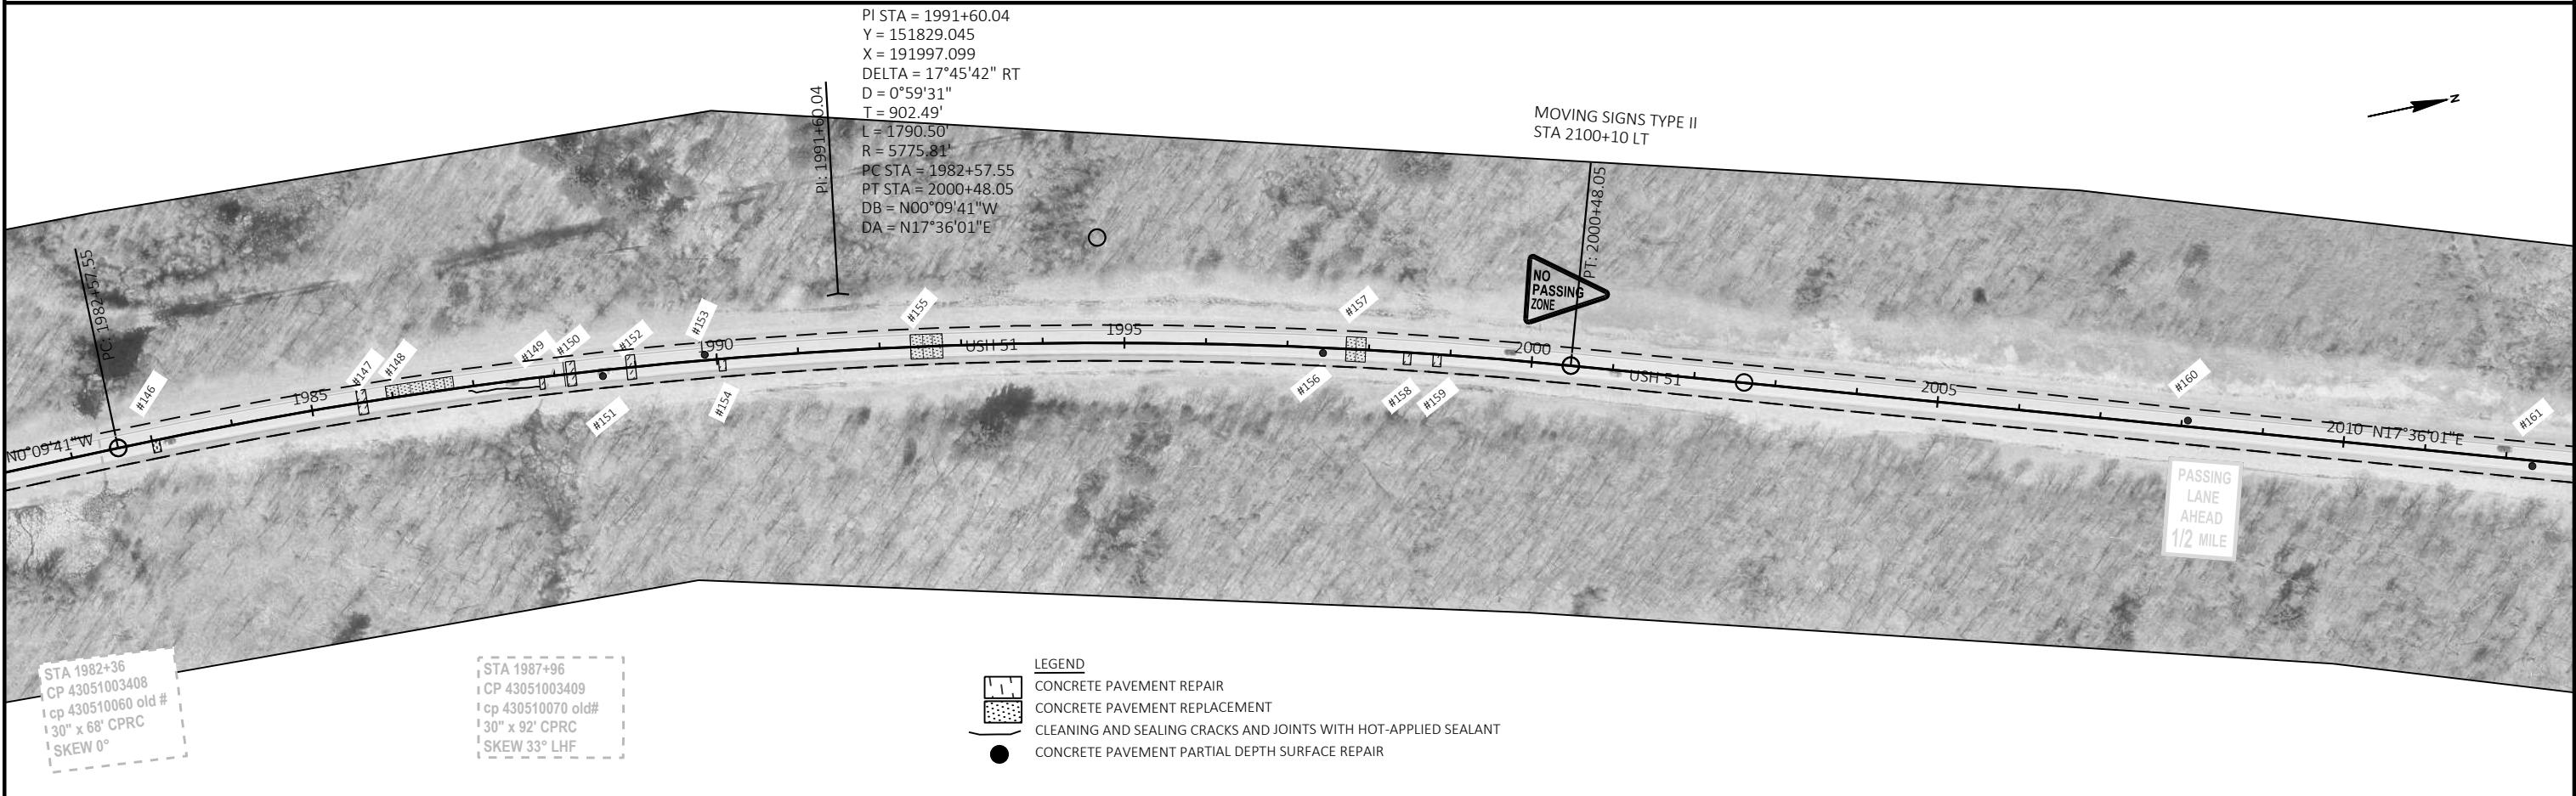 PI STA = 1991+60.04
Y = 151829.045
X = 191997.099
DELTA = 17°45'42" RT
D = 0°59'31"
T = 902.49'
L = 1790.50'
R = 5775.81'
PC STA = 1982+57.55
PT STA = 2000+48.05
DB = N00°09'41"W
DA = N17°36'01"E
PI: 1991+60.04
MOVING SIGNS TYPE II
STA 2100+10 LT
N
PC: 1982+57.55
PT: 2000+48.05
NO
PASSING
ZONE
N0°09'41"W
#146
1985
#147
#148
#149
#150
#151
#152
#153
1990
#154
#155
USH 51
1995
#156
#157
#158
#159
2000
USH 51
2005
#160
2010
N17°36'01"E
#161
PASSING
LANE
AHEAD
1/2 MILE
STA 1982+36
CP 43051003408
cp 430510060 old #
30" x 68' CPRC
SKEW 0°
STA 1987+96
CP 43051003409
cp 430510070 old#
30" x 92' CPRC
SKEW 33° LHF
LEGEND
CONCRETE PAVEMENT REPAIR
CONCRETE PAVEMENT REPLACEMENT
CLEANING AND SEALING CRACKS AND JOINTS WITH HOT-APPLIED SEALANT
CONCRETE PAVEMENT PARTIAL DEPTH SURFACE REPAIR